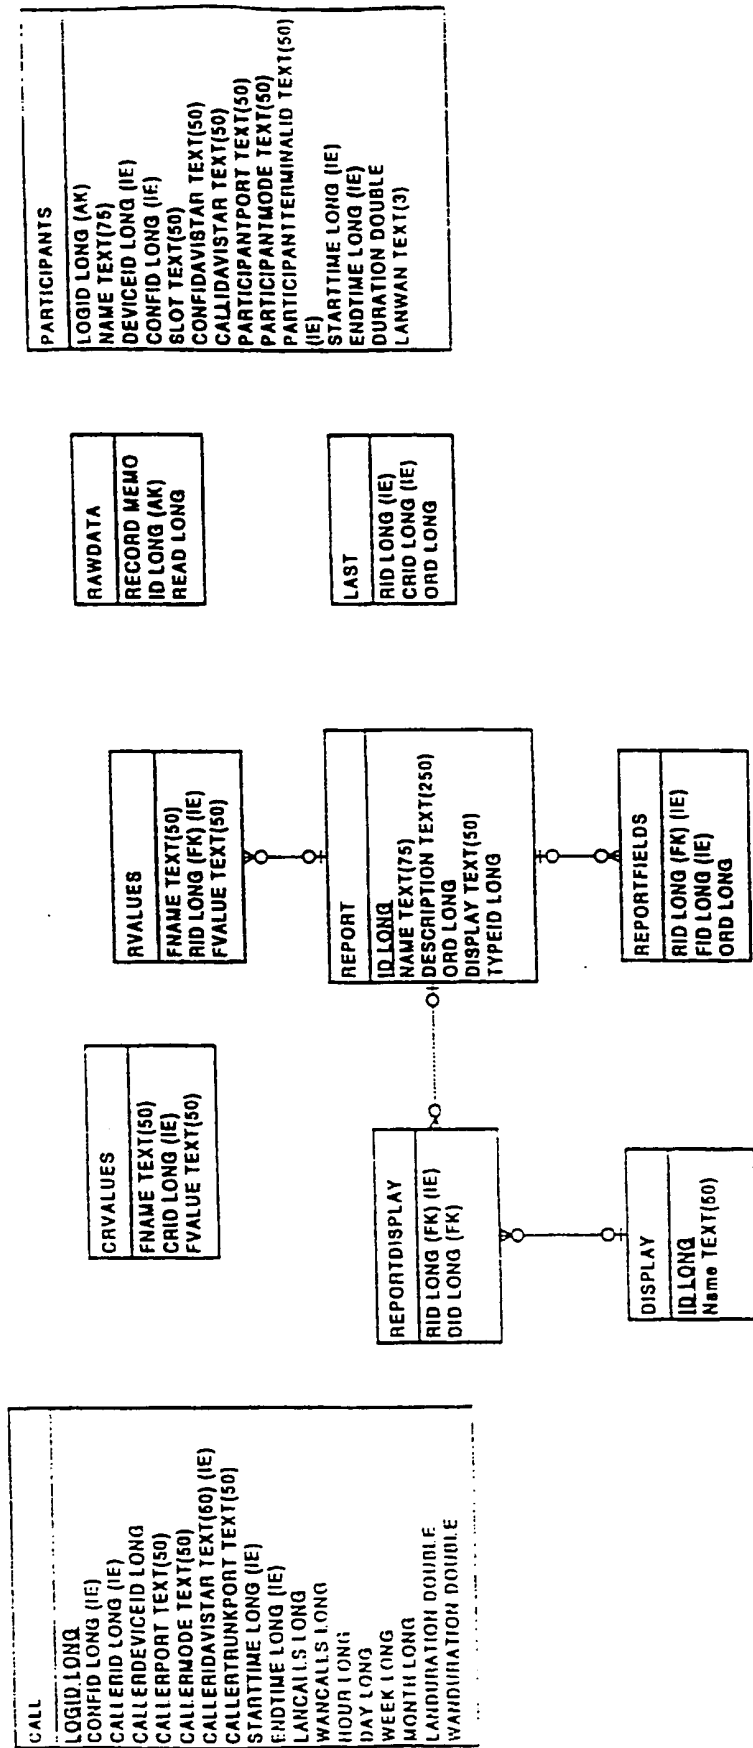 CALL
LOGID LONG
CONFID LONG (IE)
CALLERID LONG (IE)
CALLERDEVICEID LONG
CALLERPORT TEXT(50)
CALLERMODE TEXT(50)
CALLERIDAVISTAR TEXT(50) (IE)
CALLERTRUNKPORT TEXT(50)
STARTTIME LONG (IE)
ENDTIME LONG (IE)
LANCALLS LONG
WANCALLS LONG
HOUR LONG
DAY LONG
WEEK LONG
MONTH LONG
LANDURATION DOUBLE
WANDURATION DOUBLE
CRVALUES
FNAME TEXT(50)
CRID LONG (IE)
FVALUE TEXT(50)
REPORTDISPLAY
RID LONG (FK) (IE)
DID LONG (FK)
DISPLAY
ID LONG
Name TEXT(50)
RVALUES
FNAME TEXT(50)
RID LONG (FK) (IE)
FVALUE TEXT(50)
REPORT
ID LONG
NAME TEXT(75)
DESCRIPTION TEXT(250)
ORD LONG
DISPLAY TEXT(50)
TYPEID LONG
REPORTFIELDS
RID LONG (FK) (IE)
FID LONG (IE)
ORD LONG
RAWDATA
RECORD MEMO
ID LONG (AK)
READ LONG
LAST
RID LONG (IE)
CRID LONG (IE)
ORD LONG
PARTICIPANTS
LOGID LONG (AK)
NAME TEXT(75)
DEVICEID LONG (IE)
CONFID LONG (IE)
SLOT TEXT(50)
CONFIDAVISTAR TEXT(50)
CALLIDAVISTAR TEXT(50)
PARTICIPANTPORT TEXT(50)
PARTICIPANTMODE TEXT(50)
PARTICIPANTTERMINALID TEXT(50)
(IE)
STARTTIME LONG (IE)
ENDTIME LONG (IE)
DURATION DOUBLE
LANWAN TEXT(3)